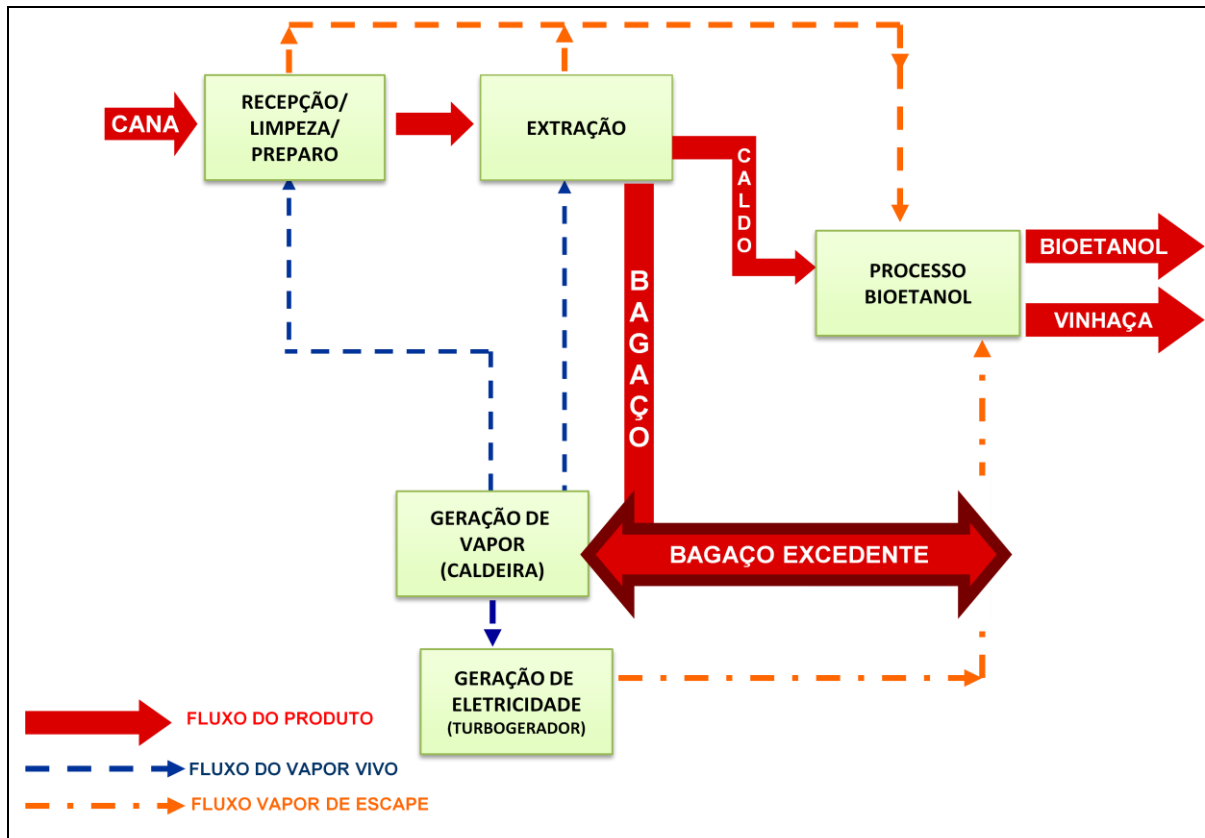 CANA
RECEPÇÃO/
LIMPEZA/
PREPARO
EXTRAÇÃO
CALDO
BAGAÇO
PROCESSO
BIOETANOL
BIOETANOL
VINHAÇA
GERAÇÃO DE
VAPOR
(CALDEIRA)
BAGAÇO EXCEDENTE
GERAÇÃO DE
ELETRICIDADE
(TURBOGERADOR)
FLUXO DO PRODUTO
FLUXO DO VAPOR VIVO
FLUXO VAPOR DE ESCAPE